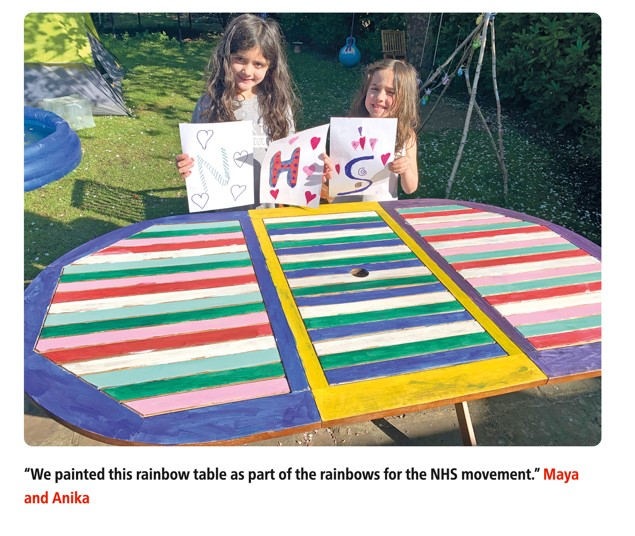 N H S
“We painted this rainbow table as part of the rainbows for the NHS movement.” Maya
and Anika